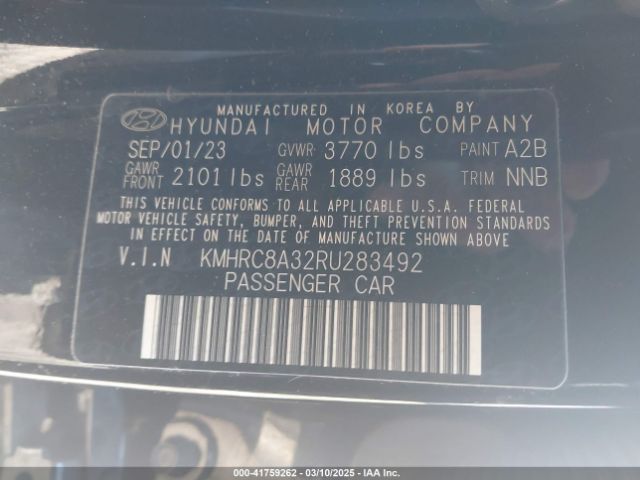 MANUFACTURED IN KOREA BY
HYUNDAI MOTOR COMPANY
SEP/01/23 GVWR: 3770 lbs PAINT A2B
GAWR FRONT 2101 lbs GAWR REAR 1889 lbs TRIM NNB
THIS VEHICLE CONFORMS TO ALL APPLICABLE U.S.A. FEDERAL
MOTOR VEHICLE SAFETY, BUMPER, AND THEFT PREVENTION STANDARDS
IN EFFECT ON THE DATE OF MANUFACTURE SHOWN ABOVE
V.I.N KMHRC8A32RU283492
PASSENGER CAR
000-41759262 - 03/10/2025 - IAA Inc.